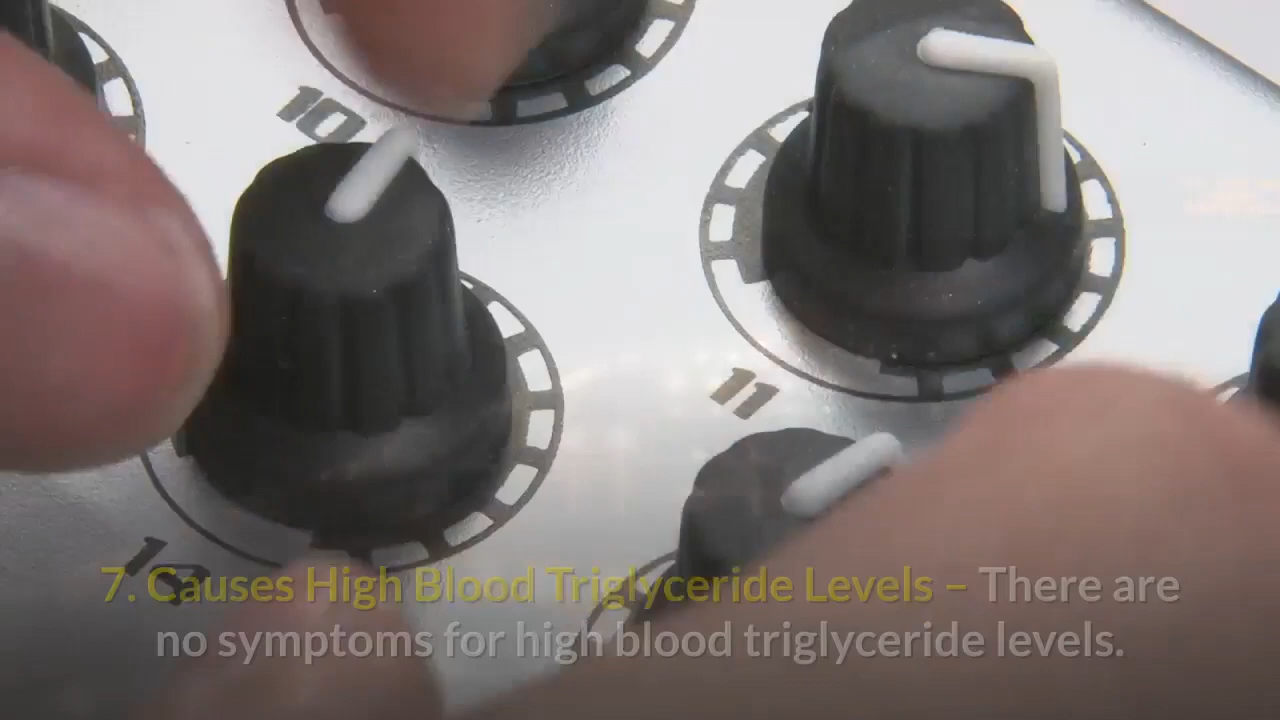 10
11
7. Causes High Blood Triglyceride Levels – There are
no symptoms for high blood triglyceride levels.